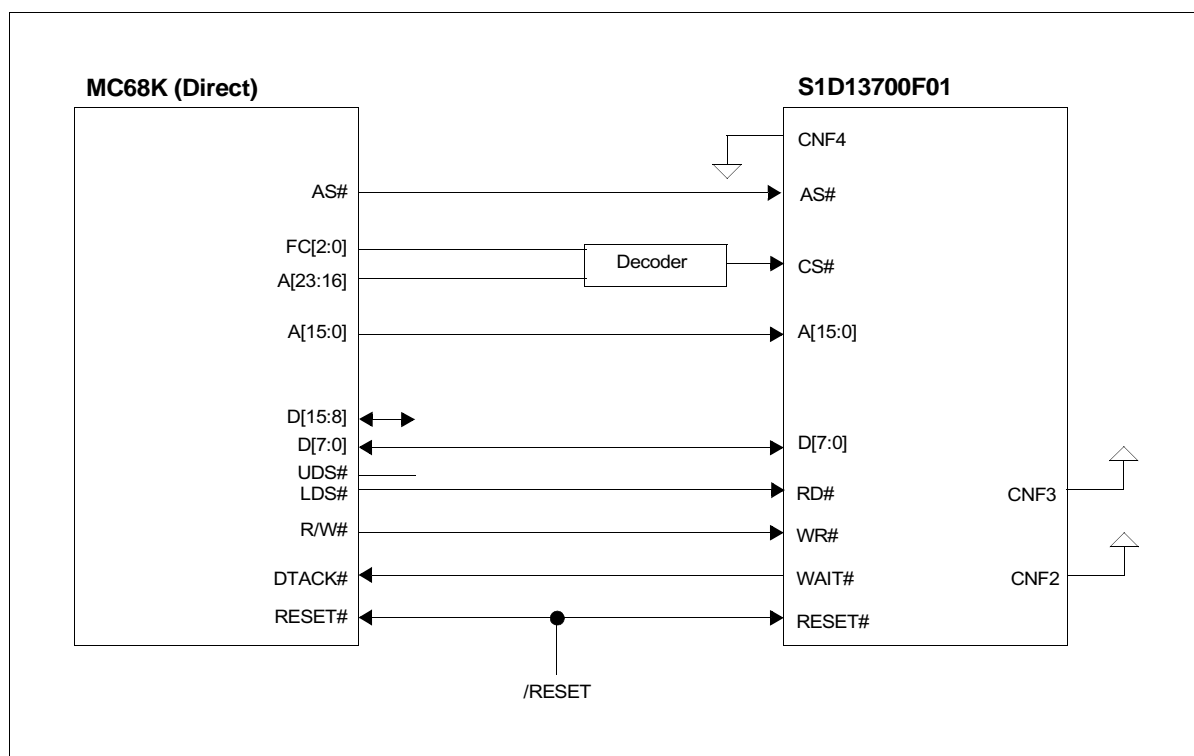 MC68K (Direct)
S1D13700F01
CNF4
AS#
AS#
FC[2:0]
Decoder
CS#
A[23:16]
A[15:0]
A[15:0]
D[15:8]
D[7:0]
D[7:0]
UDS#
LDS#
RD#
CNF3
R/W#
WR#
DTACK#
WAIT#
CNF2
RESET#
RESET#
/RESET